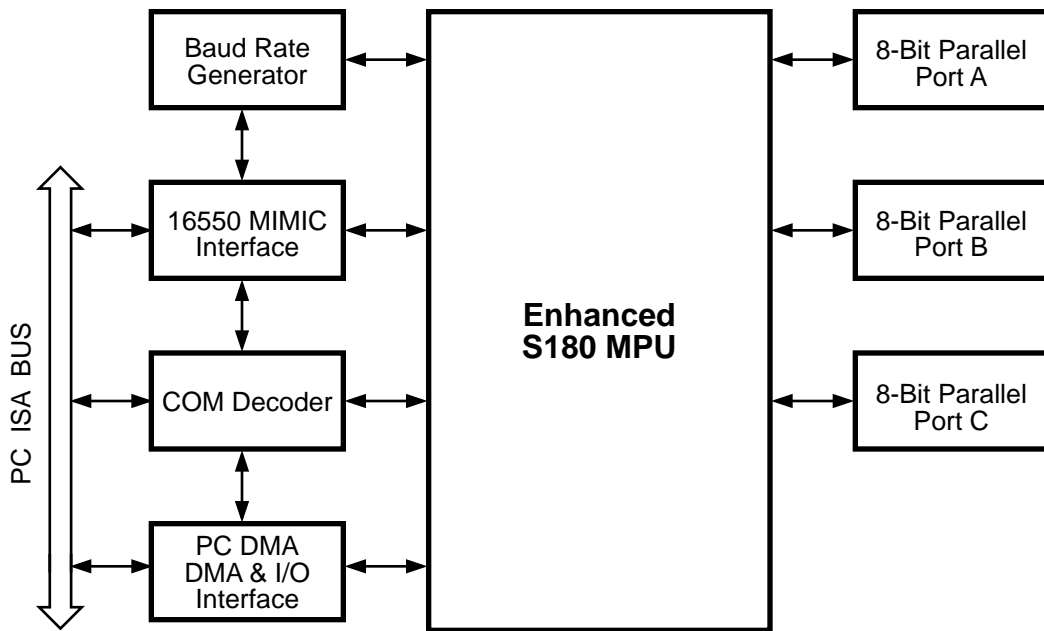 Baud Rate
Generator
8-Bit Parallel
Port A
16550 MIMIC
Interface
8-Bit Parallel
Port B
Enhanced
S180 MPU
PC ISA BUS
COM Decoder
8-Bit Parallel
Port C
PC DMA
DMA & I/O
Interface